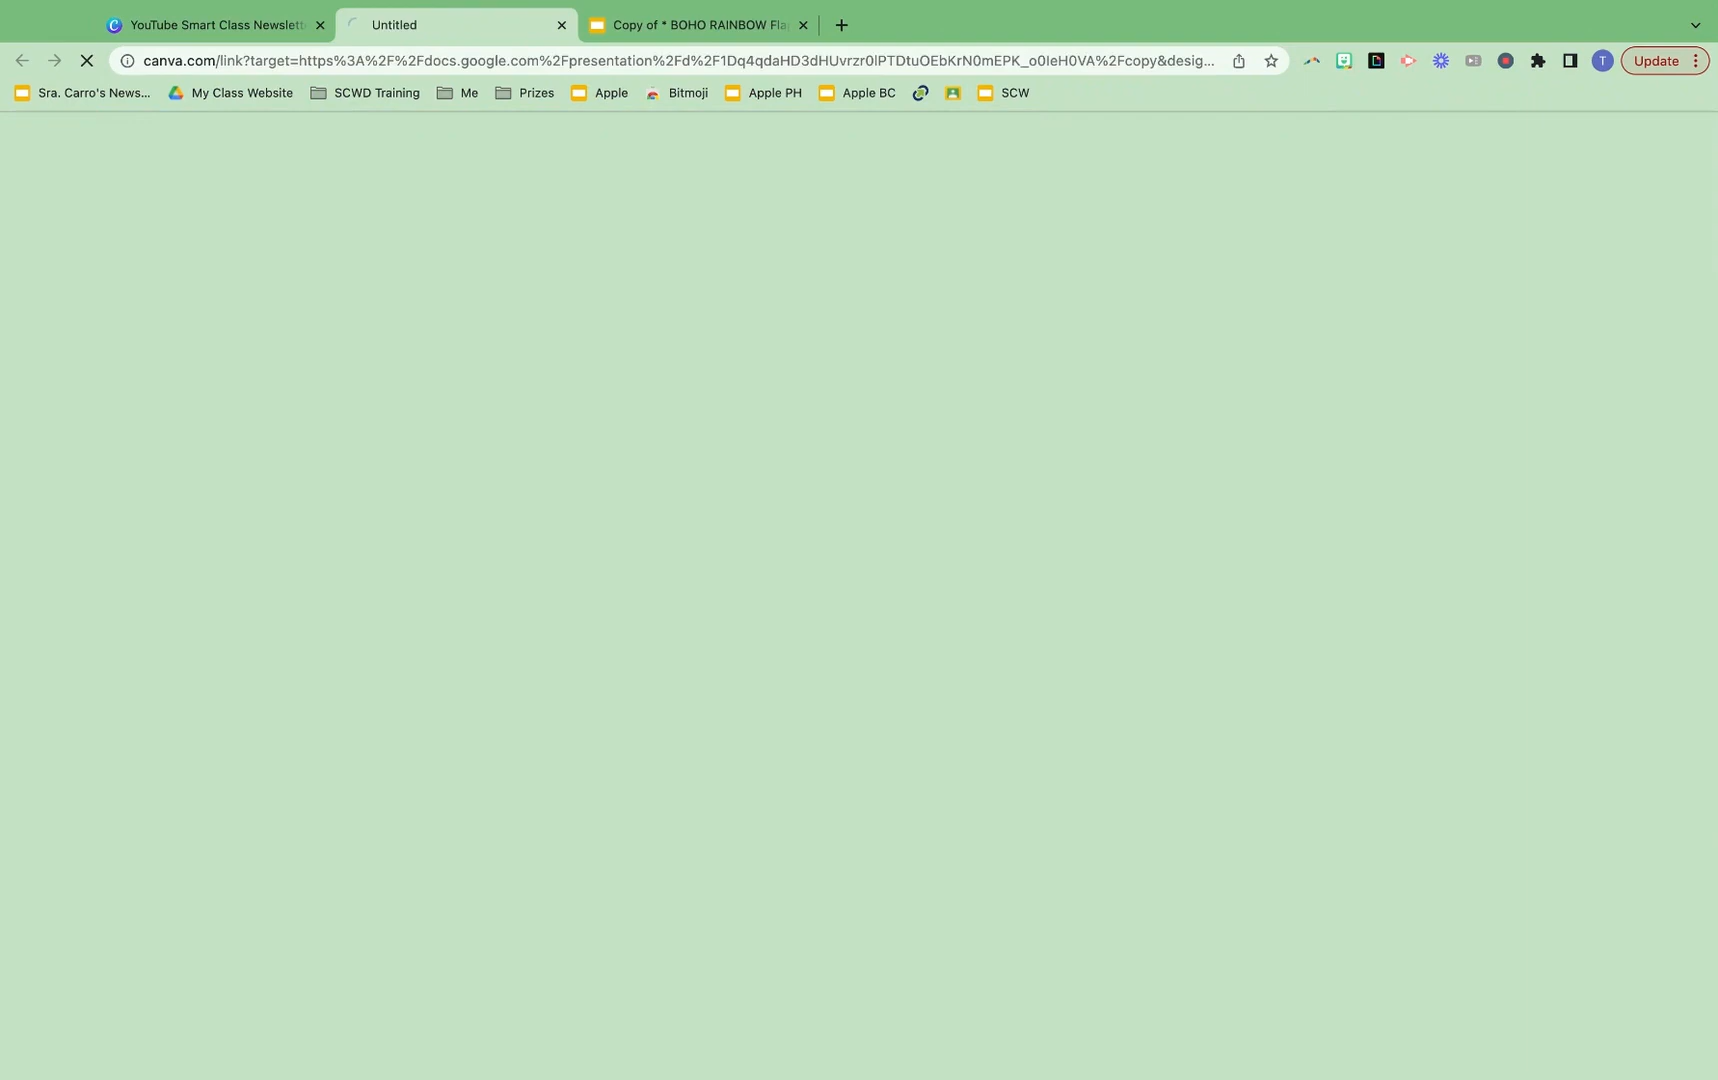 YouTube Smart Class Newslett
Untitled
Copy of * BOHO RAINBOW Fla
canva.com/link?target=https%3A%2F%2Fdocs.google.com%2Fpresentation%2Fd%2F1Dq4qdaHD3dHUvrzr0lPTDtuOEbKrN0mEPK_o0IeH0VA%2Fcopy&desig...
Update
Sra. Carro's News...
My Class Website
SCWD Training
Me
Prizes
Apple
Bitmoji
Apple PH
Apple BC
SCW
T